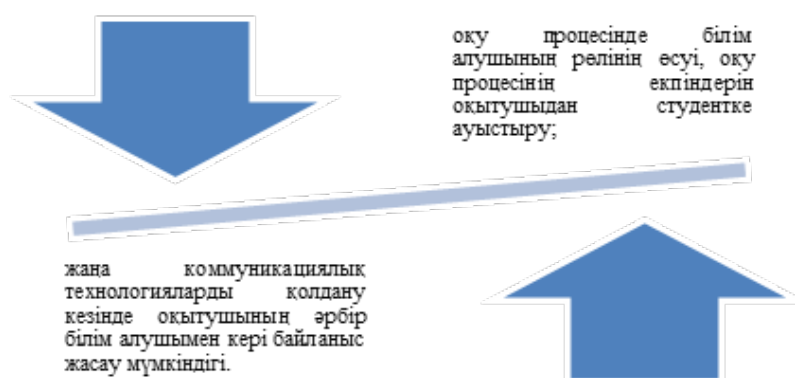 оқу процесінде білім
алушының рөлінің өсуі, оқу
процесінің екпіндерін
оқытушыдан студентке
ауыстыру;
жаңа коммуникациялық
технологияларды қолдану
кезінде оқытушының әрбір
білім алушымен кері байланыс
жасау мүмкіндігі.